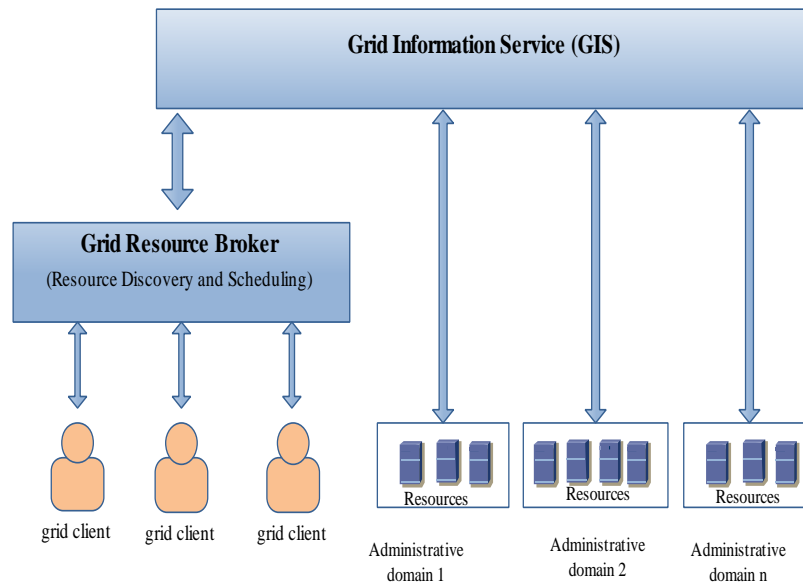 Grid Information Service (GIS)
Grid Resource Broker
(Resource Discovery and Scheduling)
grid client
grid client
grid client
Resources
Resources
Resources
Administrative
domain 1
Administrative
domain 2
Administrative
domain n